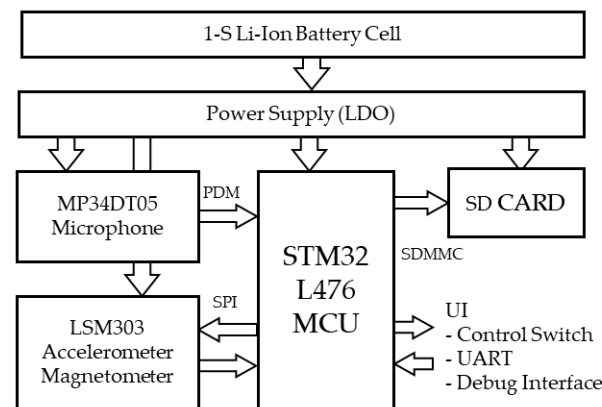 1-S Li-Ion Battery Cell
Power Supply (LDO)
MP34DT05
Microphone
PDM
STM32
L476
MCU
SD CARD
SDMMC
SPI
LSM303
Accelerometer
Magnetometer
UI
- Control Switch
- UART
- Debug Interface